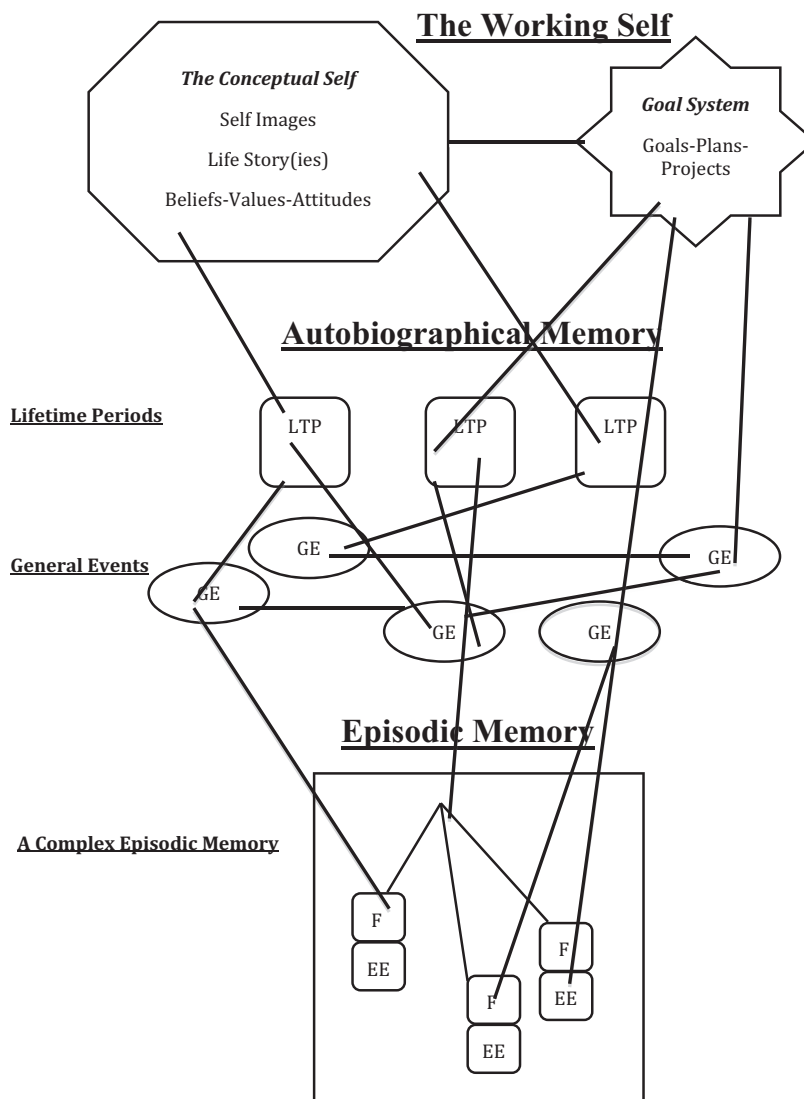 The Working Self
The Conceptual Self
Self Images
Life Story(ies)
Beliefs-Values-Attitudes
Goal System
Goals-Plans-
Projects
Autobiographical Memory
Lifetime Periods
LTP
LTP
LTP
General Events
GE
GE
GE
GE
GE
Episodic Memory
A Complex Episodic Memory
F
EE
F
EE
F
EE